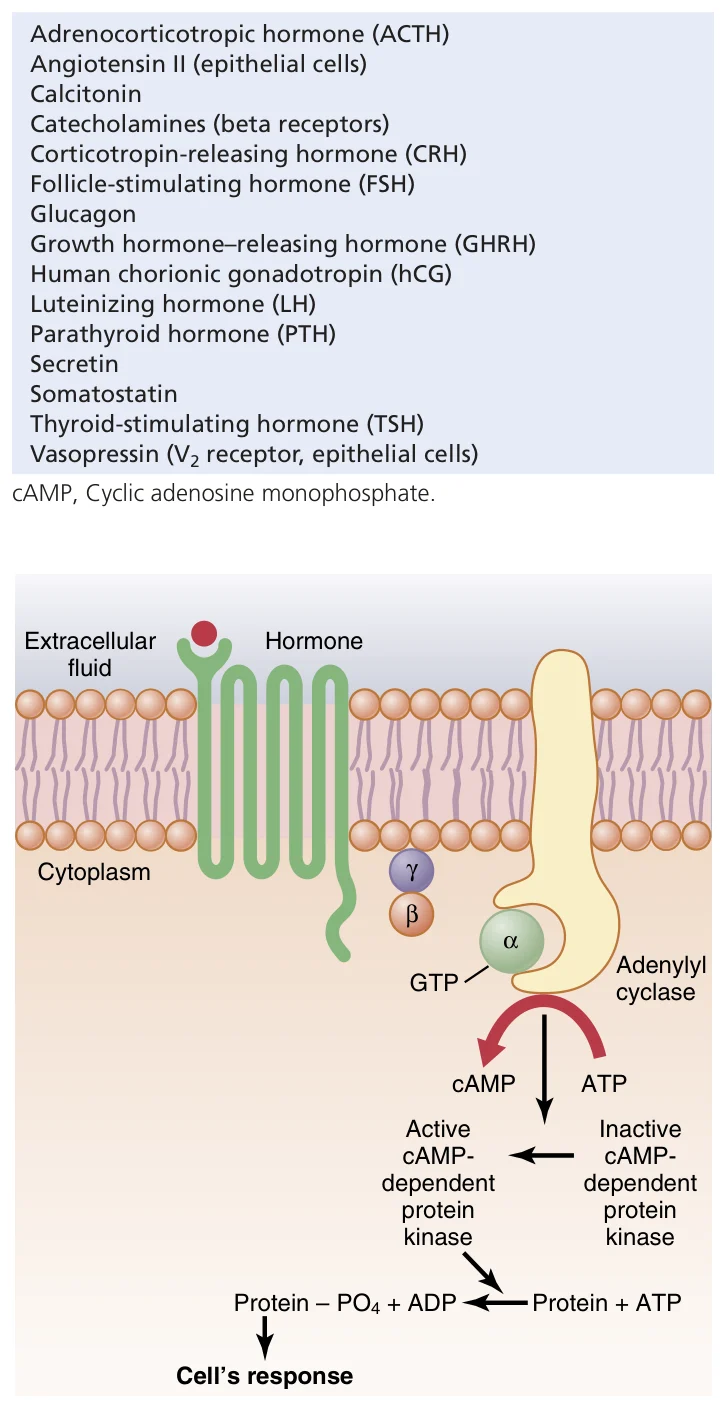 Adrenocorticotropic hormone (ACTH)
Angiotensin II (epithelial cells)
Calcitonin
Catecholamines (beta receptors)
Corticotropin-releasing hormone (CRH)
Follicle-stimulating hormone (FSH)
Glucagon
Growth hormone–releasing hormone (GHRH)
Human chorionic gonadotropin (hCG)
Luteinizing hormone (LH)
Parathyroid hormone (PTH)
Secretin
Somatostatin
Thyroid-stimulating hormone (TSH)
Vasopressin (V₂ receptor, epithelial cells)
cAMP, Cyclic adenosine monophosphate.
Extracellular
fluid
Hormone
Cytoplasm
γ
β
α
GTP
Adenylyl
cyclase
cAMP
ATP
Active
cAMP-
dependent
protein
kinase
Inactive
cAMP-
dependent
protein
kinase
Protein – PO₄ + ADP
Protein + ATP
Cell’s response